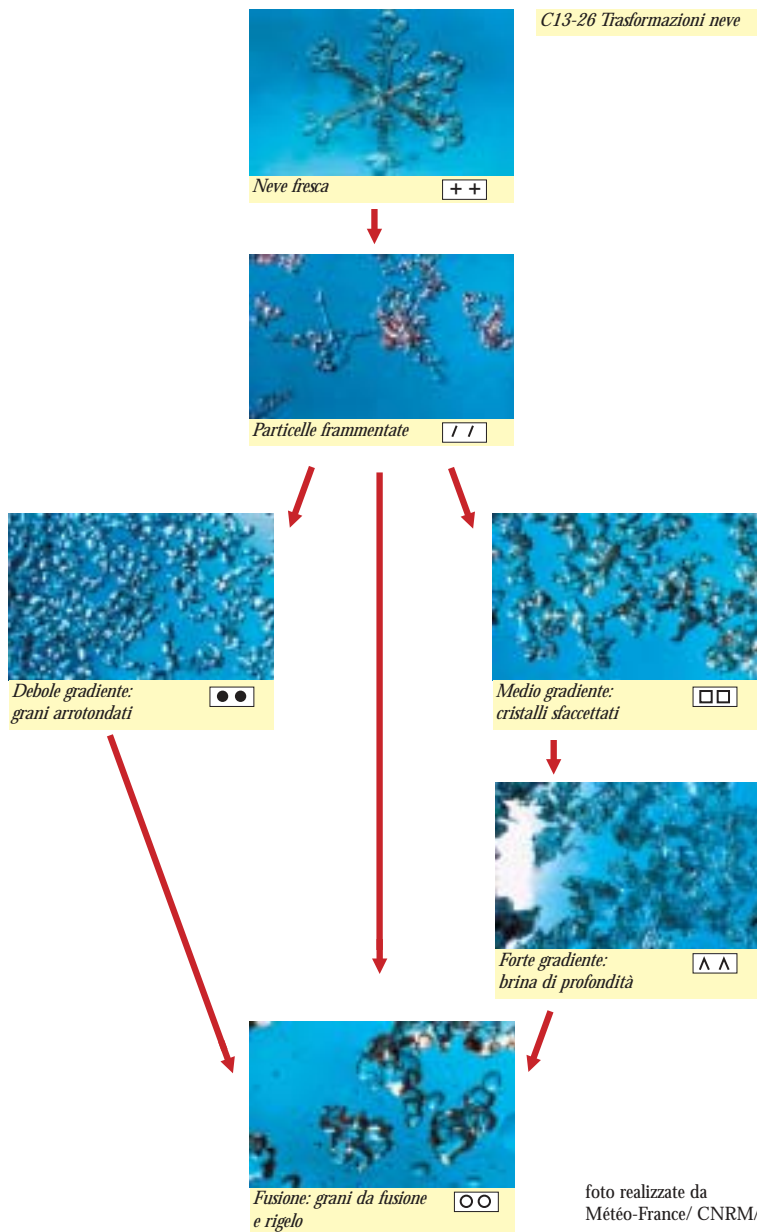 C13-26 Trasformazioni neve
Neve fresca
+ +
Particelle frammentate
/ /
Debole gradiente:
grani arrotondati
Medio gradiente:
cristalli sfaccettati
Forte gradiente:
brina di profondità
Fusione: grani da fusione
e rigelo
foto realizzate da
Météo-France/ CNRM/